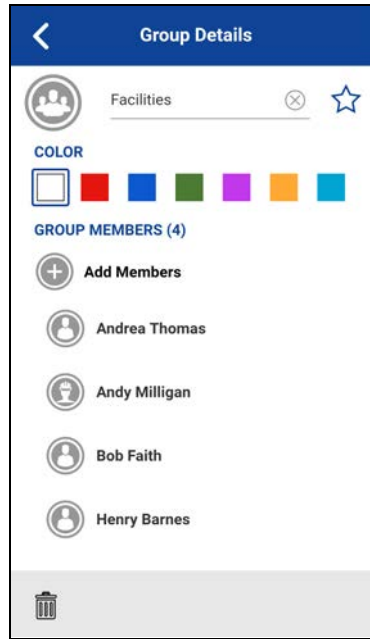 Group Details
Facilities
COLOR
GROUP MEMBERS (4)
Add Members
Andrea Thomas
Andy Milligan
Bob Faith
Henry Barnes